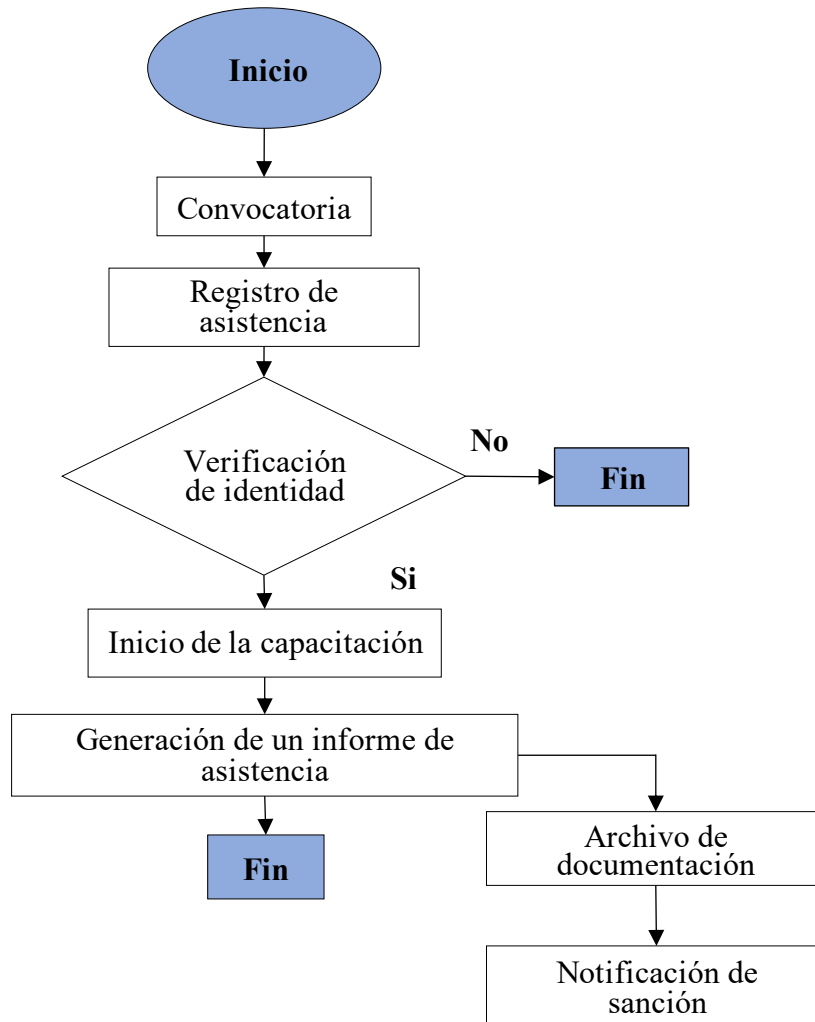 Inicio
Convocatoria
Registro de
asistencia
Verificación
de identidad
No
Fin
Si
Inicio de la capacitación
Generación de un informe de
asistencia
Fin
Archivo de
documentación
Notificación de
sanción